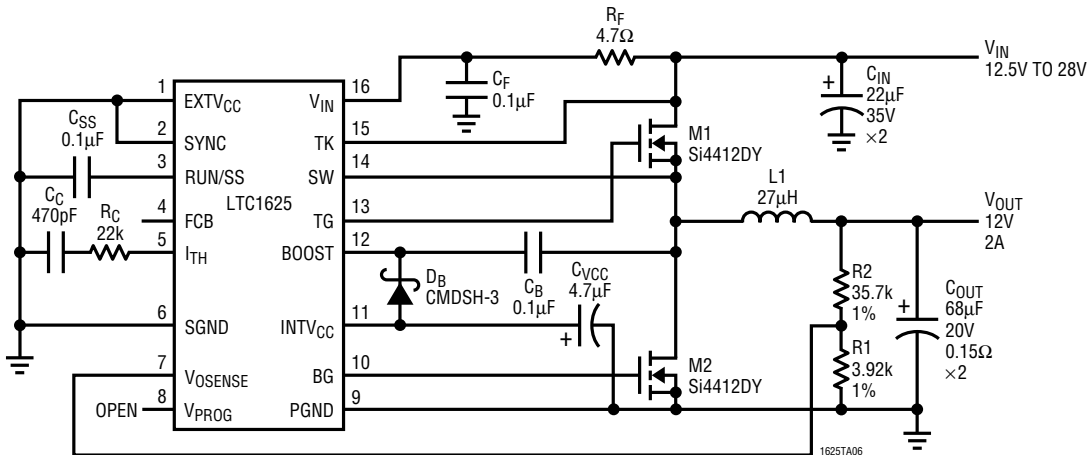 R_F
4.7Ω
V_IN
12.5V TO 28V
C_F
0.1µF
C_IN
22µF
35V
×2
+
1
EXTV_CC
V_IN
16
2
SYNC
TK
15
3
RUN/SS
SW
14
4
FCB
TG
13
5
I_TH
BOOST
12
6
SGND
INTV_CC
11
7
V_OSENSE
BG
10
8
V_PROG
PGND
9
LTC1625
C_SS
0.1µF
C_C
470pF
R_C
22k
OPEN
M1
Si4412DY
L1
27µH
V_OUT
12V
2A
D_B
CMDSH-3
C_B
0.1µF
C_VCC
4.7µF
+
R2
35.7k
1%
R1
3.92k
1%
+
C_OUT
68µF
20V
0.15Ω
×2
M2
Si4412DY
1625TA06